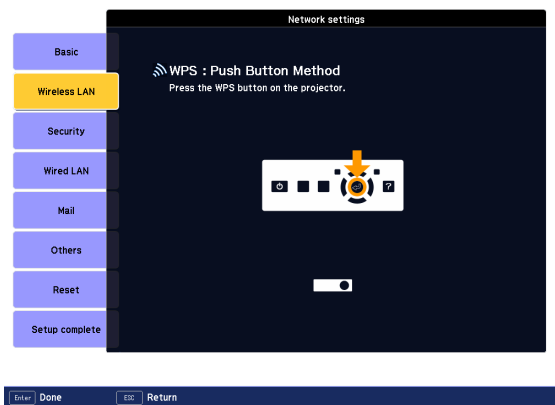 Network settings
Basic
Wireless LAN
Security
Wired LAN
Mail
Others
Reset
Setup complete
WPS : Push Button Method
Press the WPS button on the projector.
?
Enter Done
ESC Return